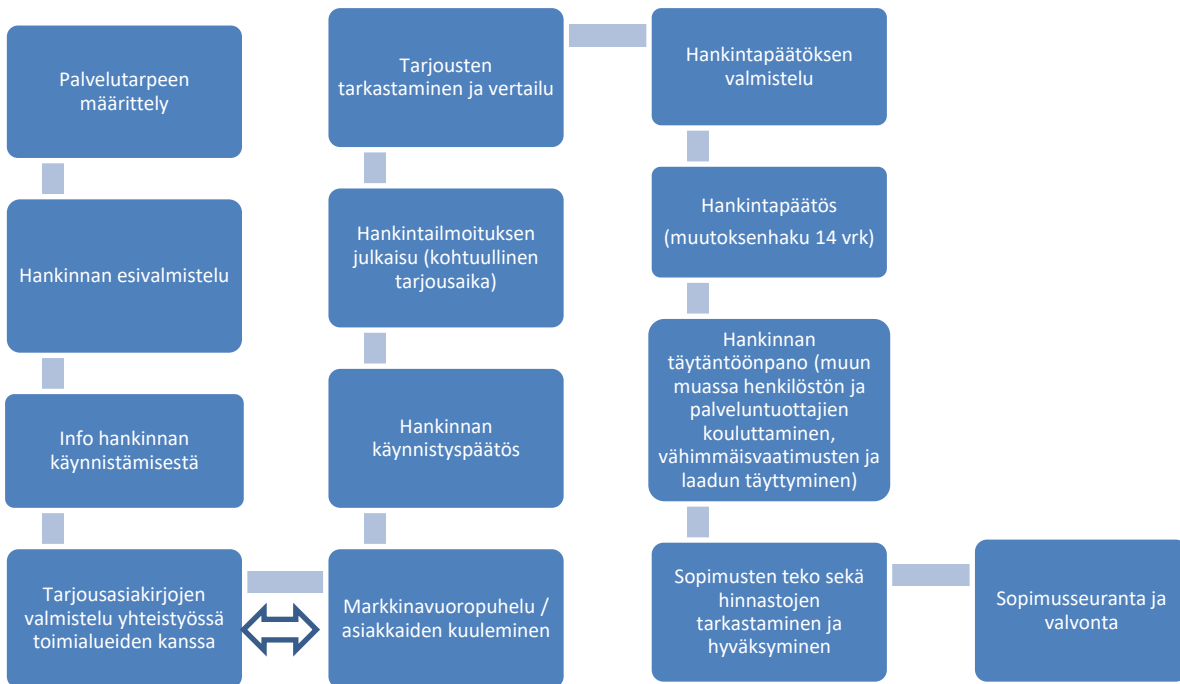 Palvelutarpeen
määrittely
Hankinnan esivalmistelu
Info hankinnan
käynnistämisestä
Tarjousasiakirjojen
valmistelu yhteistyössä
toimialueiden kanssa
Markkinavuoropuhelu /
asiakkaiden kuuleminen
Hankinnan
käynnistyspäätös
Hankintailmoituksen
julkaisu (kohtuullinen
tarjousaika)
Tarjousten
tarkastaminen ja vertailu
Hankintapäätöksen
valmistelu
Hankintapäätös
(muutoksenhaku 14 vrk)
Hankinnan
täytäntöönpano (muun
muassa henkilöstön ja
palveluntuottajien
kouluttaminen,
vähimmäisvaatimusten ja
laadun täyttyminen)
Sopimusten teko sekä
hinnastojen
tarkastaminen ja
hyväksyminen
Sopimusseuranta ja
valvonta